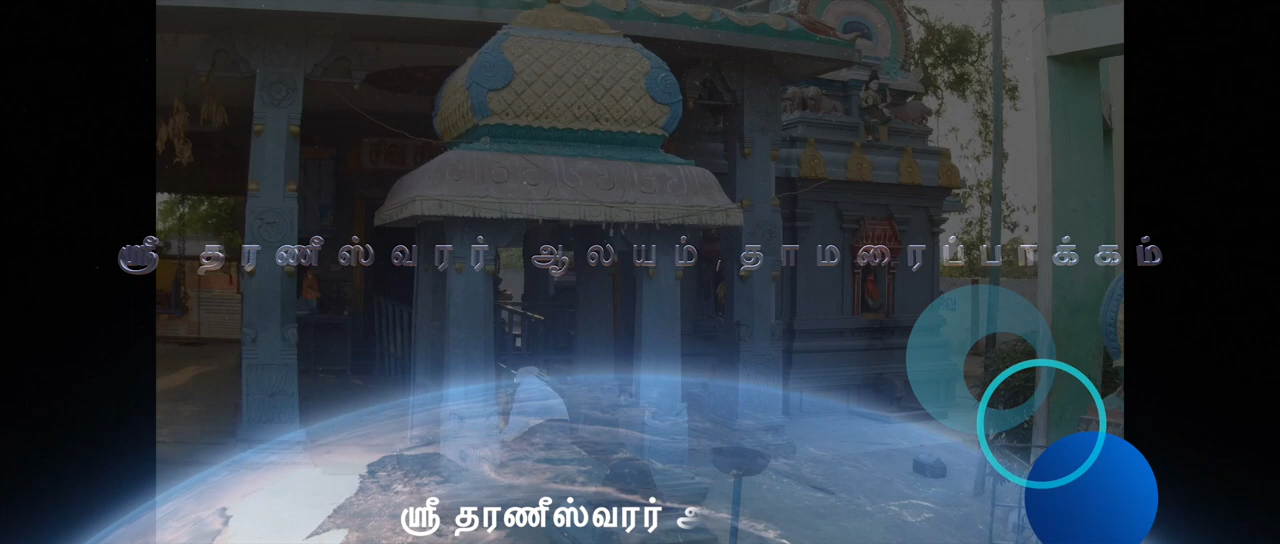 ஸ்ரீ தரணீஸ்வரர் ஆலயம்,தாமரைப்பாக்கம்
ஸ்ரீ தரணீஸ்வரர்